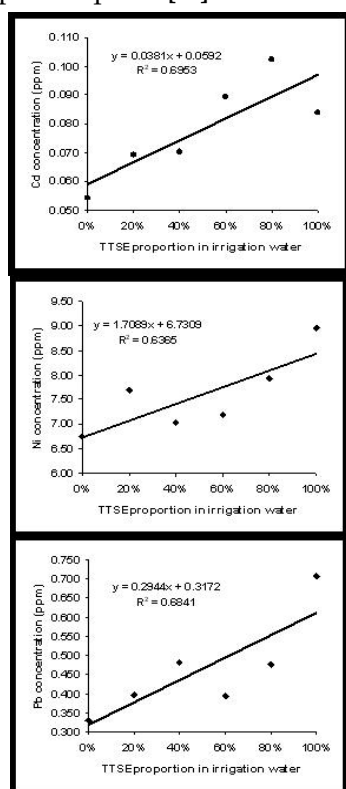 0.110
0.100
0.090
0.080
0.070
0.060
0.050
Cd concentration (ppm)
y = 0.0381x + 0.0592
R² = 0.6953
0% 20% 40% 60% 80% 100%
TTSE proportion in irrigation water
9.50
9.00
8.50
8.00
7.50
7.00
6.50
6.00
Ni concentration (ppm)
y = 1.7089x + 6.7309
R² = 0.6365
0% 20% 40% 60% 80% 100%
TTSE proportion in irrigation water
0.750
0.700
0.650
0.600
0.550
0.500
0.450
0.400
0.350
0.300
Pb concentration (ppm)
y = 0.2944x + 0.3172
R² = 0.6841
0% 20% 40% 60% 80% 100%
TTSE proportion in irrigation water